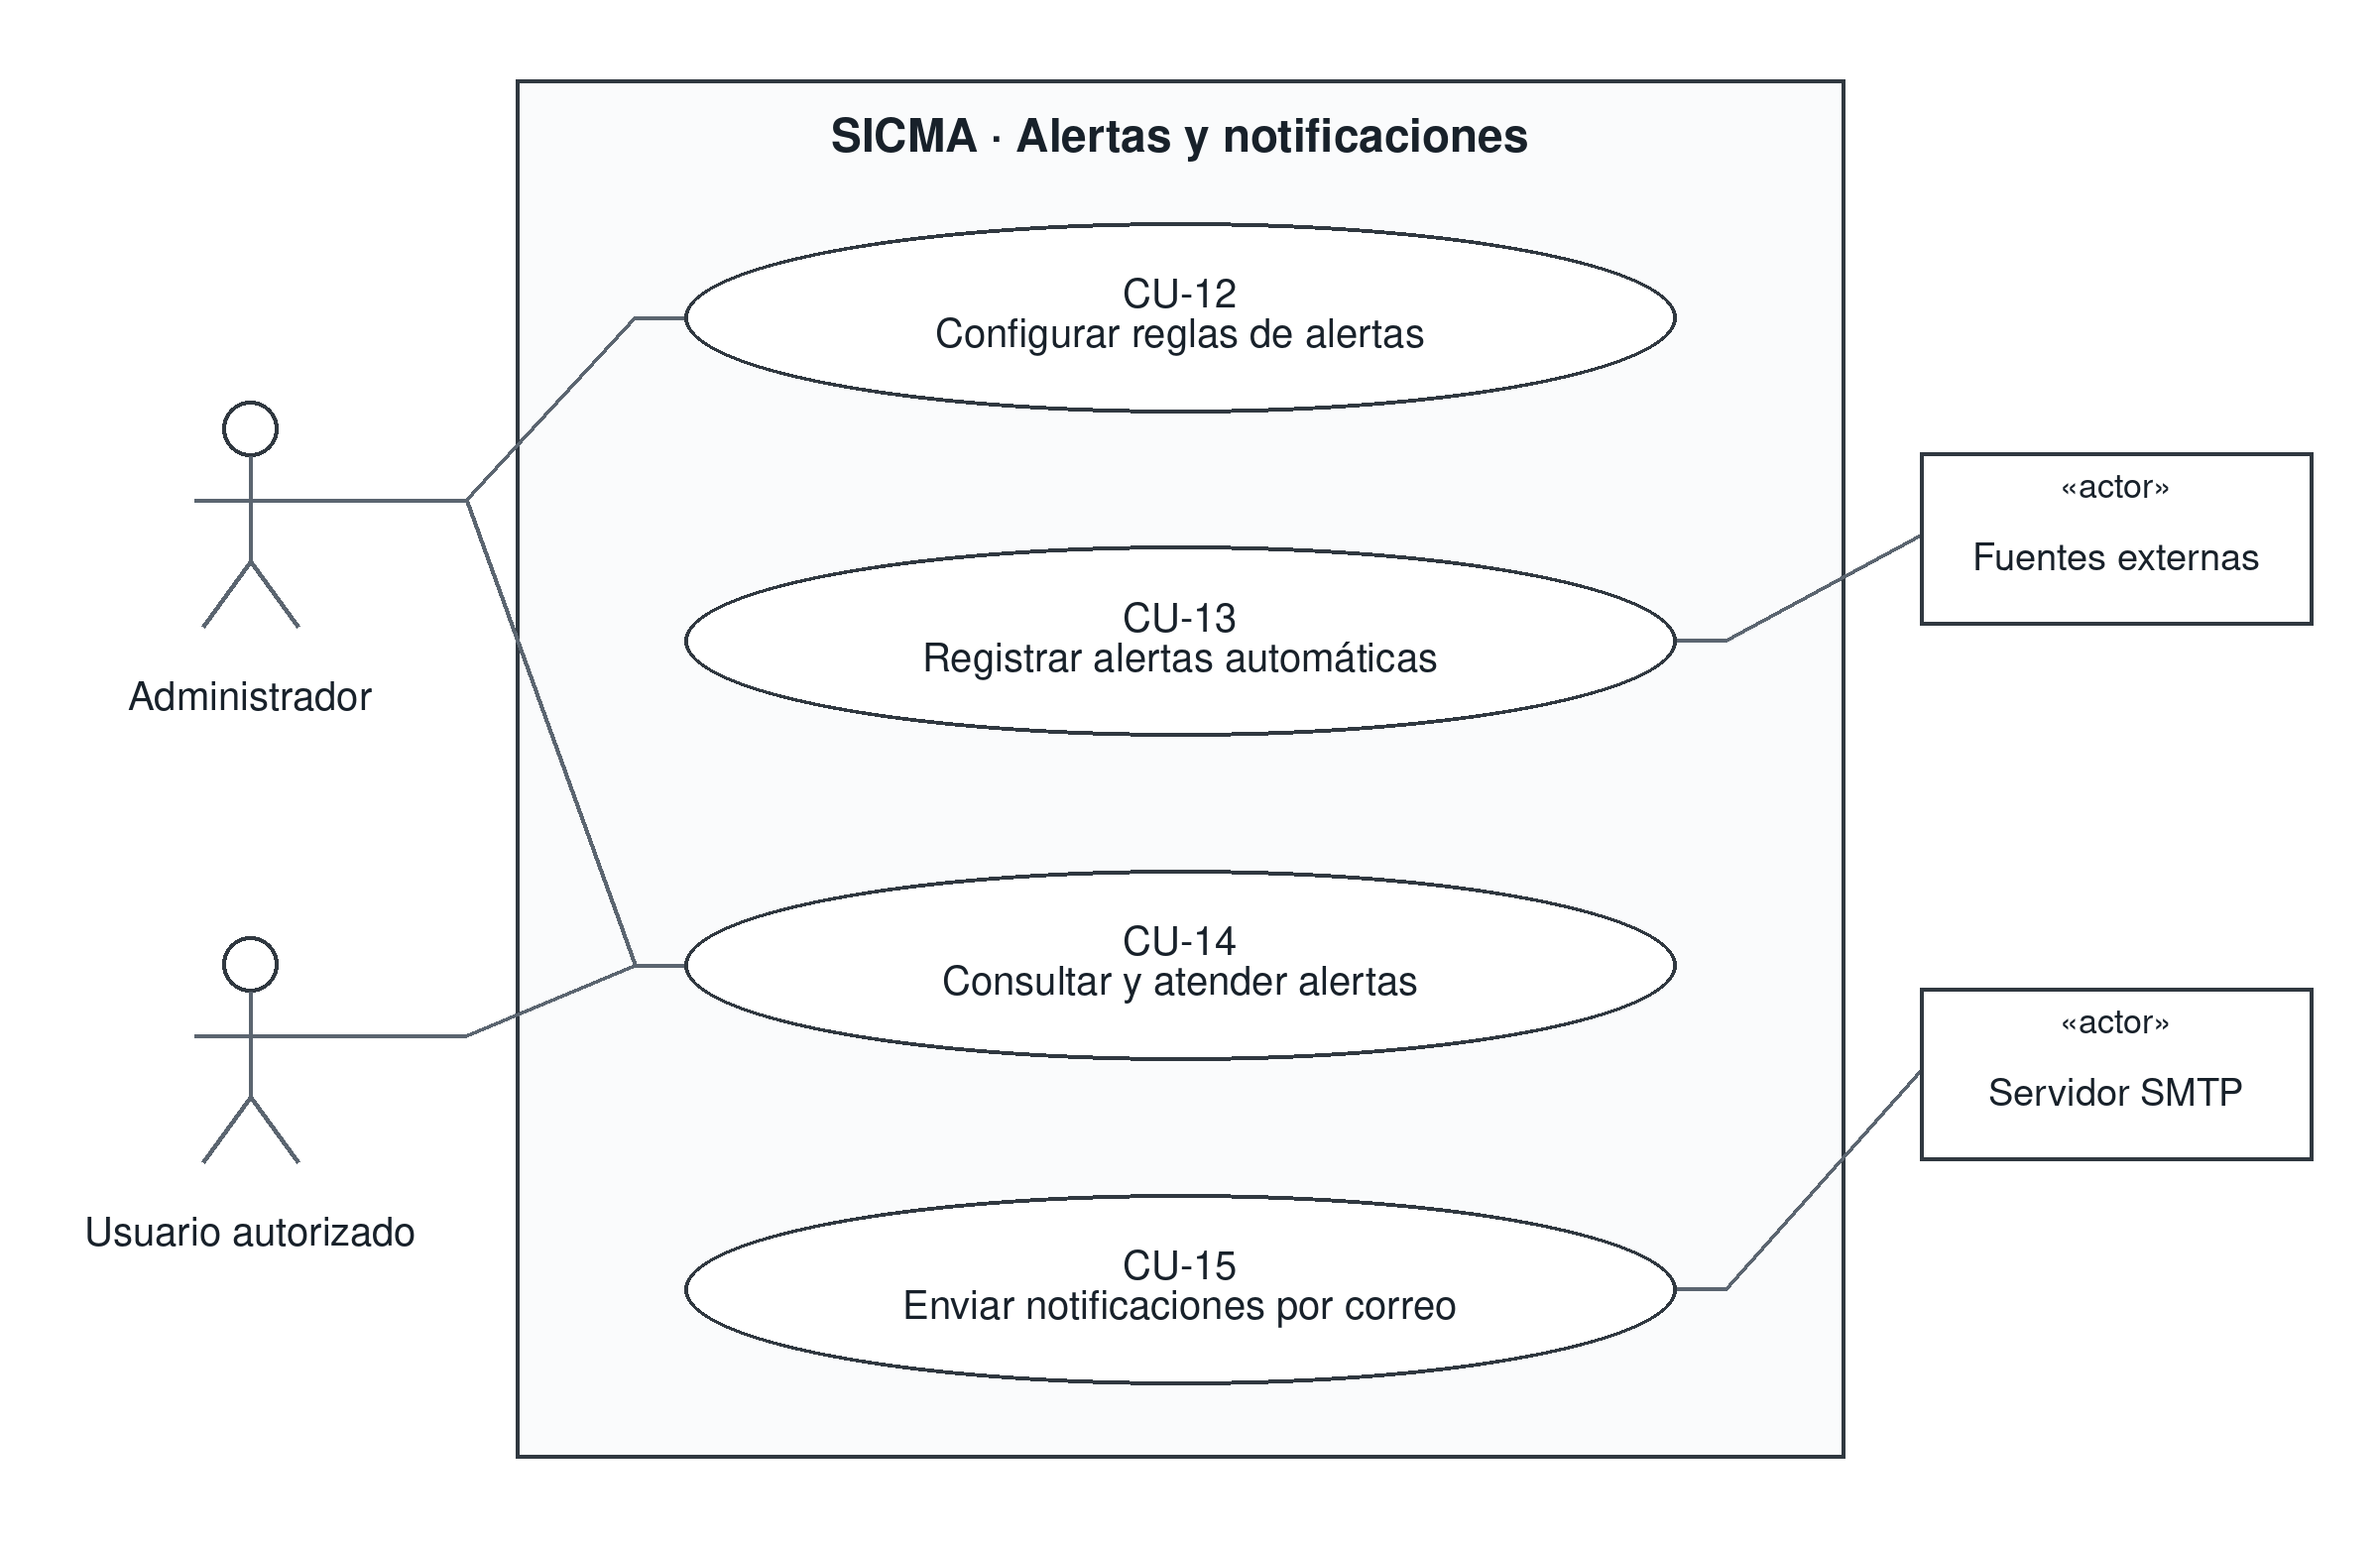 SICMA · Alertas y notificaciones
CU-12
Configurar reglas de alertas
«actor»
Fuentes externas
CU-13
Registrar alertas automáticas
Administrador
CU-14
Consultar y atender alertas
«actor»
Servidor SMTP
Usuario autorizado
CU-15
Enviar notificaciones por correo